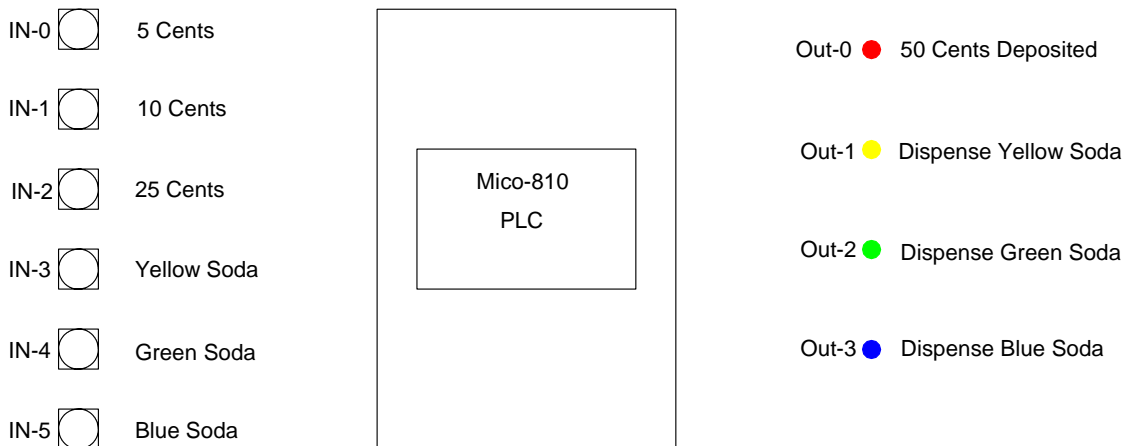 IN-0 5 Cents
IN-1 10 Cents
IN-2 25 Cents
IN-3 Yellow Soda
IN-4 Green Soda
IN-5 Blue Soda
Mico-810
PLC
Out-0 50 Cents Deposited
Out-1 Dispense Yellow Soda
Out-2 Dispense Green Soda
Out-3 Dispense Blue Soda